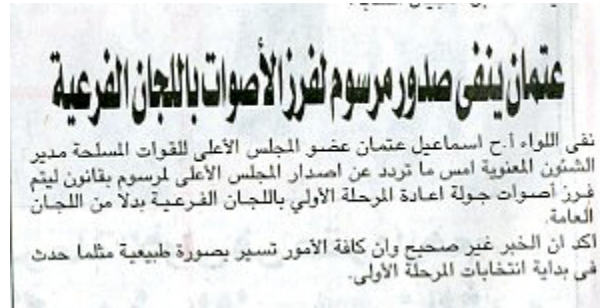 عتمان ينفى صدور مرسوم لفرز الأصوات باللجان الفرعية
نفى اللواء أ.ح اسماعيل عتمان عضو المجلس الأعلى للقوات المسلحة مدير
الشئون المعنوية امس ما تردد عن اصدار المجلس الأعلى لمرسوم بقانون ليتم
فرز أصوات جولة اعادة المرحلة الأولي باللجان الفرعية بدلا من اللجان
العامة.
اكد ان الخبر غير صحيح وان كافة الأمور تسير بصورة طبيعية مثلما حدث
فى بداية انتخابات المرحلة الأولى.